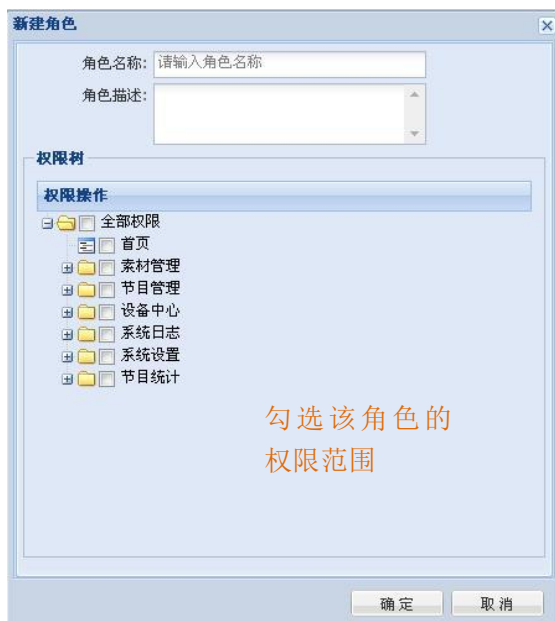 新建角色
角色名称: 请输入角色名称
角色描述:
权限树
权限操作
全部权限
首页
素材管理
节目管理
设备中心
系统日志
系统设置
节目统计
勾选该角色的
权限范围
确定 取消